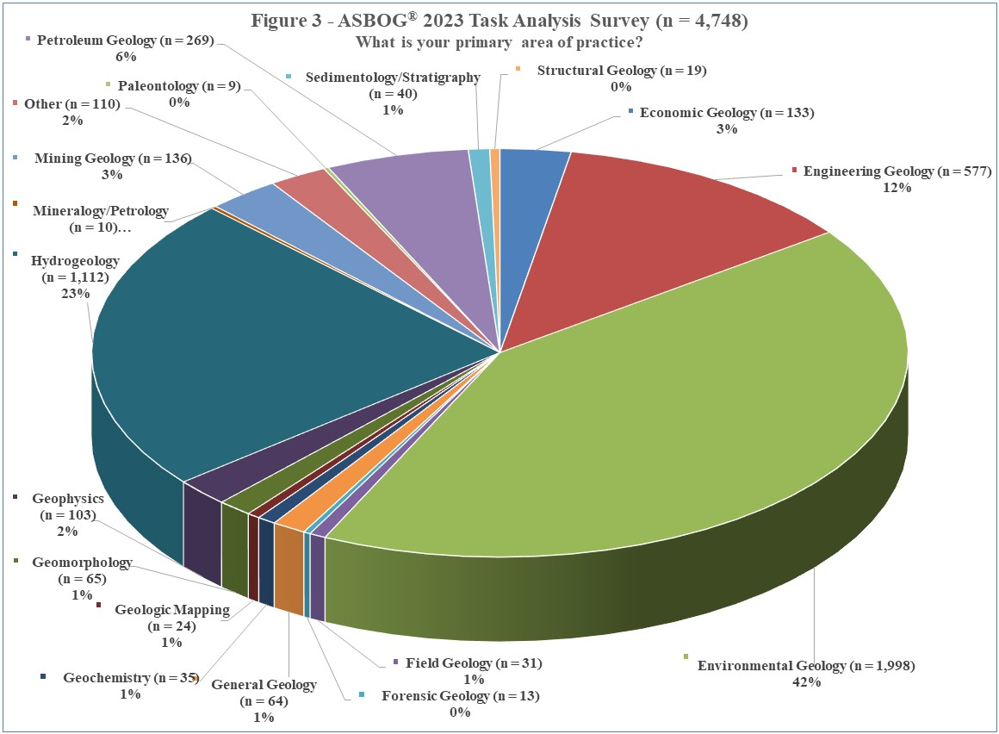 Figure 3 - ASBOG® 2023 Task Analysis Survey (n = 4,748)
What is your primary area of practice?
Petroleum Geology (n = 269)
6%
Paleontology (n = 9)
0%
Other (n = 110)
2%
Mining Geology (n = 136)
3%
Mineralogy/Petrology
(n = 10)...
Hydrogeology
(n = 1,112)
23%
Sedimentology/Stratigraphy
(n = 40)
1%
Structural Geology (n = 19)
0%
Economic Geology (n = 133)
3%
Engineering Geology (n = 577)
12%
Geophysics
(n = 103)
2%
Geomorphology
(n = 65)
1%
Geologic Mapping
(n = 24)
1%
Geochemistry (n = 35)
1%
General Geology
(n = 64)
1%
Field Geology (n = 31)
1%
Forensic Geology (n = 13)
0%
Environmental Geology (n = 1,998)
42%